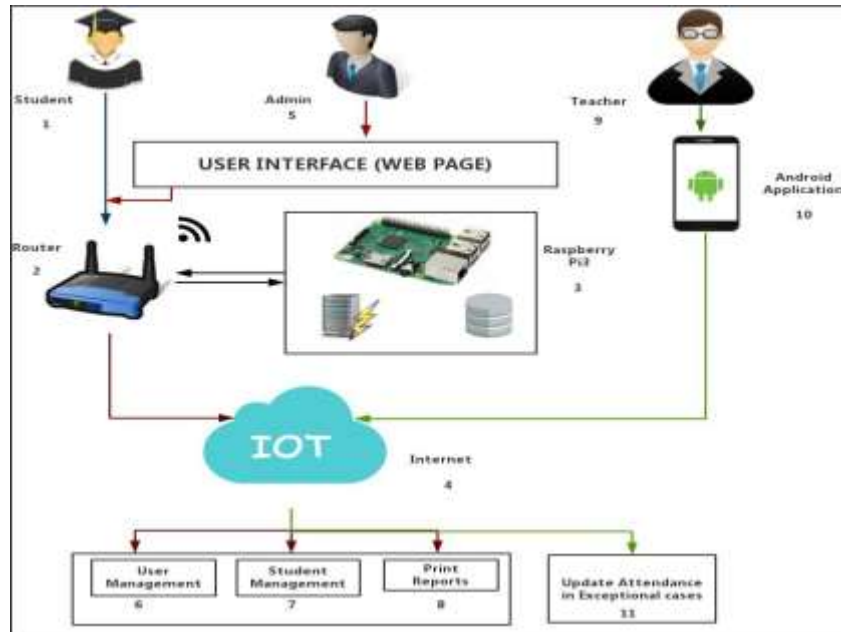 Student
1
Admin
5
Teacher
9
USER INTERFACE (WEB PAGE)
Android
Application
10
Router
2
Raspberry
Pi3
3
IOT
Internet
4
User
Management
6
Student
Management
7
Print
Reports
8
Update Attendance
in Exceptional cases
11